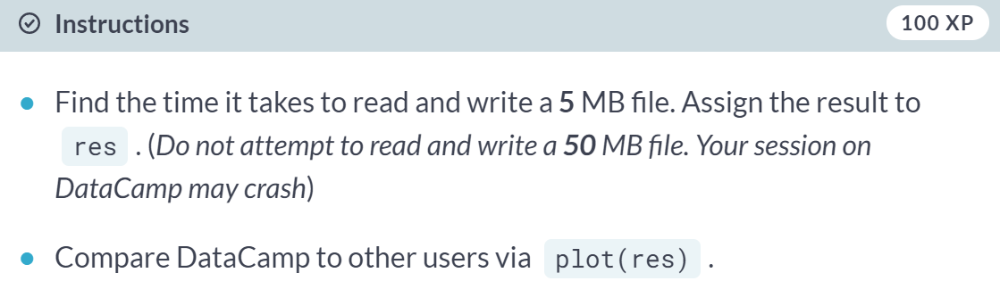 Instructions 100 XP
Find the time it takes to read and write a 5 MB file. Assign the result to
res . (Do not attempt to read and write a 50 MB file. Your session on
DataCamp may crash)
Compare DataCamp to other users via plot(res) .